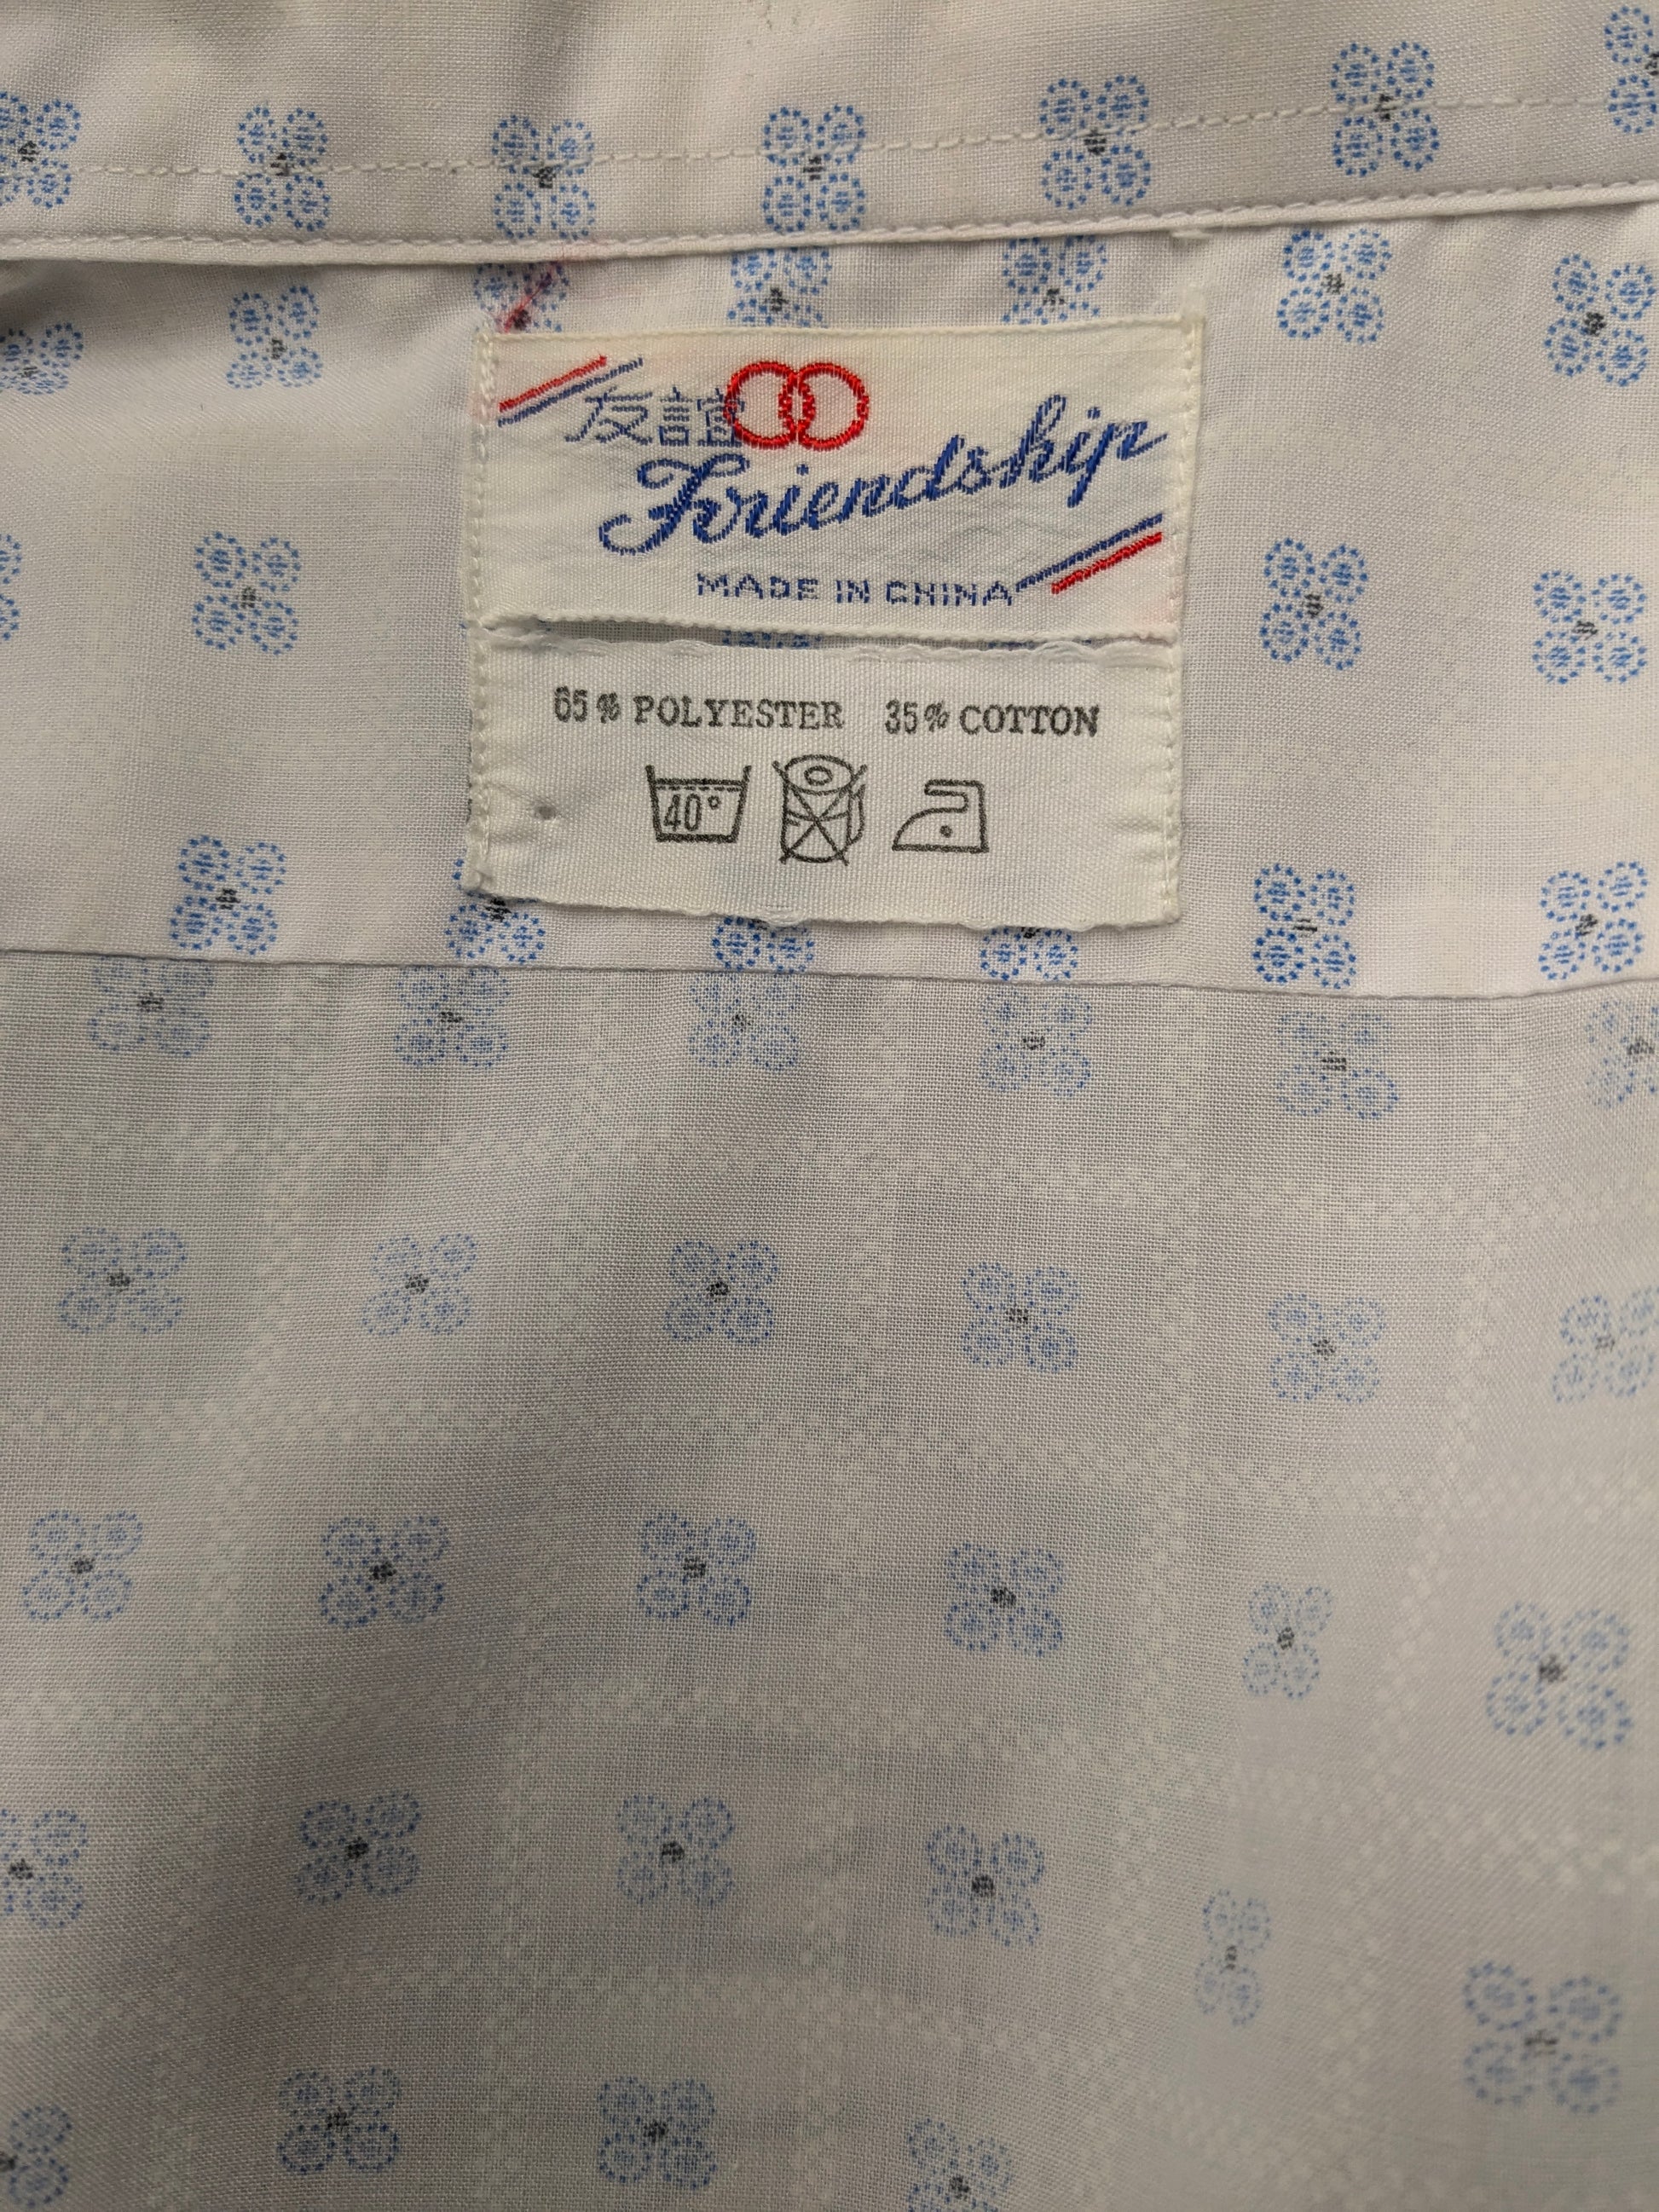 友誼
Friendship
MADE IN CHINA
65% POLYESTER 35% COTTON
40°